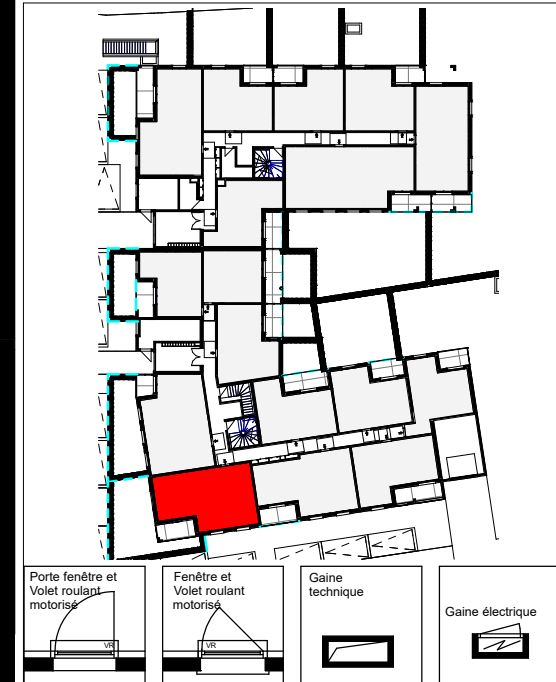 Porte fenêtre et
Volet roulant
motorisé
VR
Fenêtre et
Volet roulant
motorisé
VR
Gaine
technique
Gaine électrique